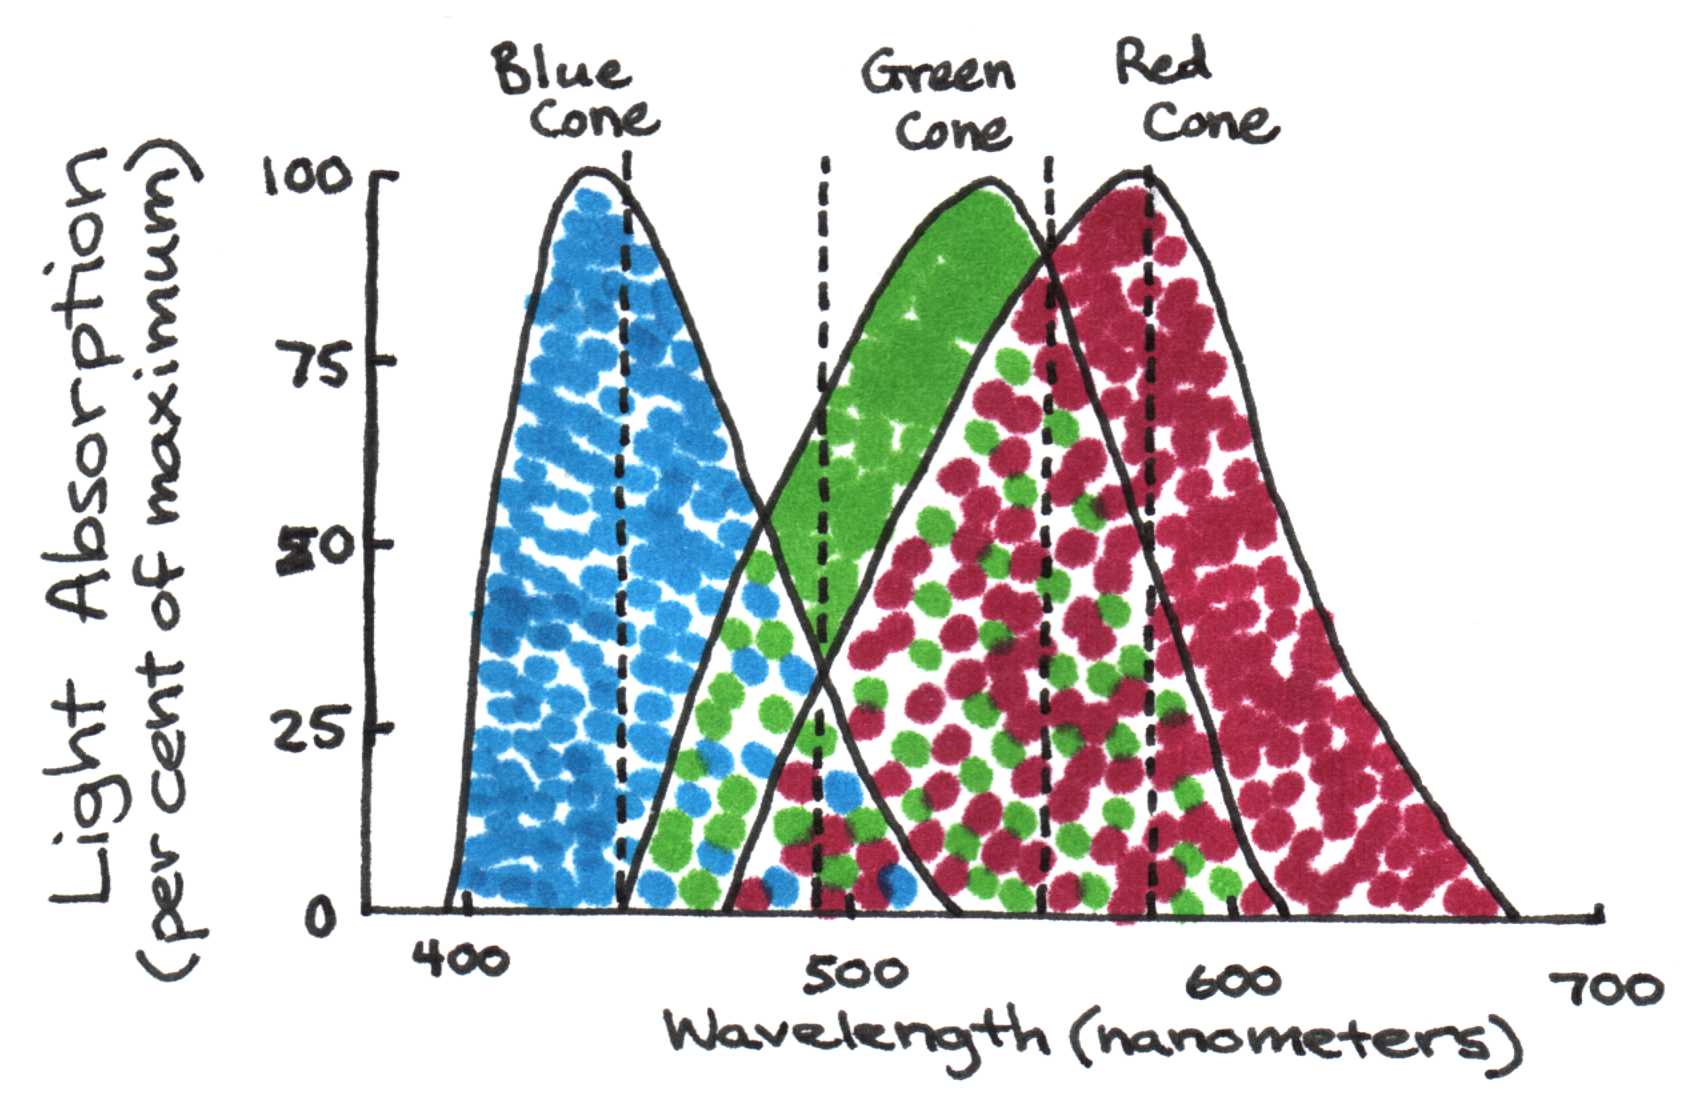 Blue
Cone
Green
Cone
Red
Cone
Light Absorption
(per cent of maximum)
100
75
50
25
0
400
500
600
700
Wavelength (nanometers)